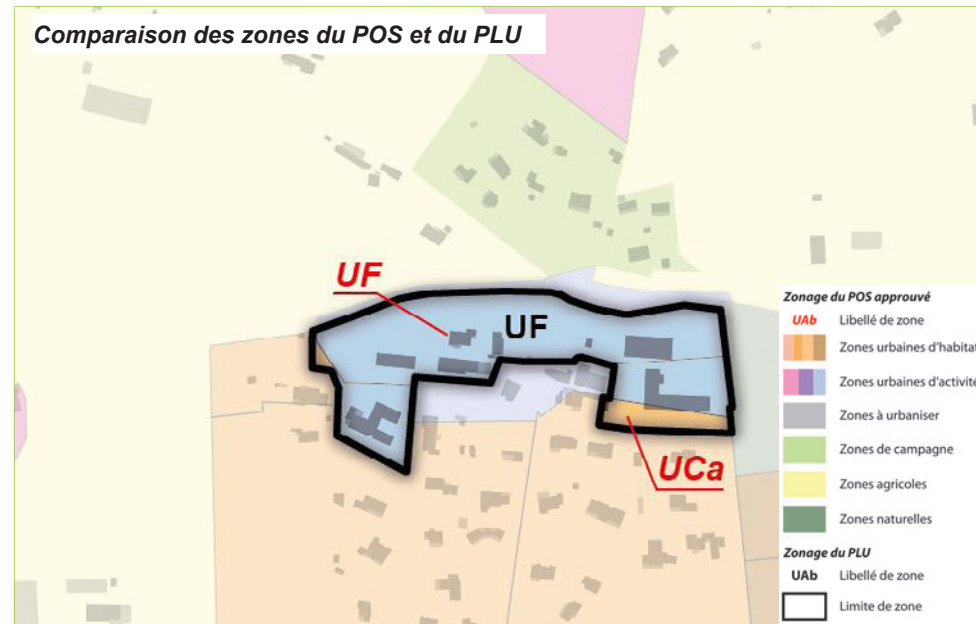 Comparaison des zones du POS et du PLU
UF
UF
UCa
Zonage du POS approuvé
UAb Libellé de zone
Zones urbaines d'habitat
Zones urbaines d'activité
Zones à urbaniser
Zones de campagne
Zones agricoles
Zones naturelles
Zonage du PLU
UAb Libellé de zone
Limite de zone